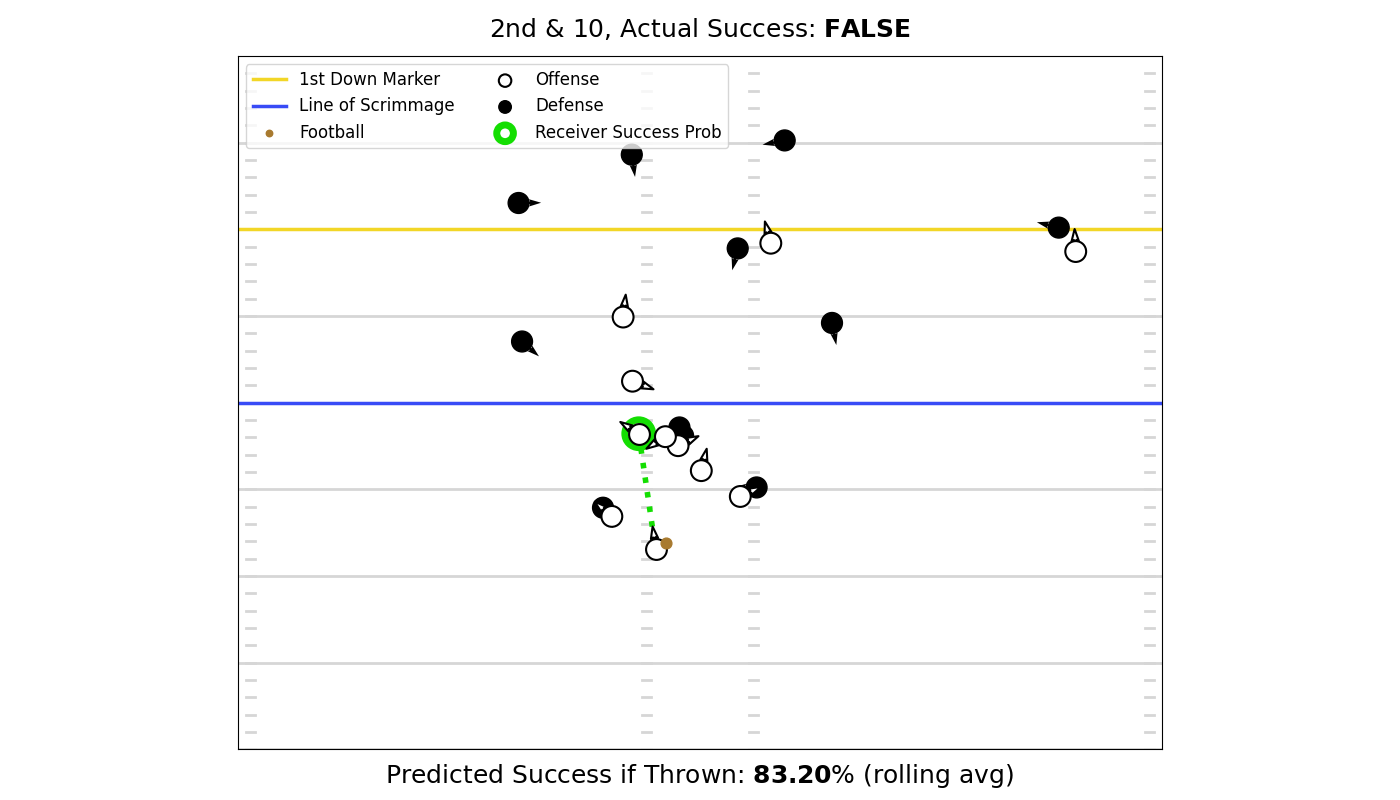 2nd & 10, Actual Success: FALSE
1st Down Marker
Line of Scrimmage
Football
Offense
Defense
Receiver Success Prob
Predicted Success if Thrown: 83.20% (rolling avg)